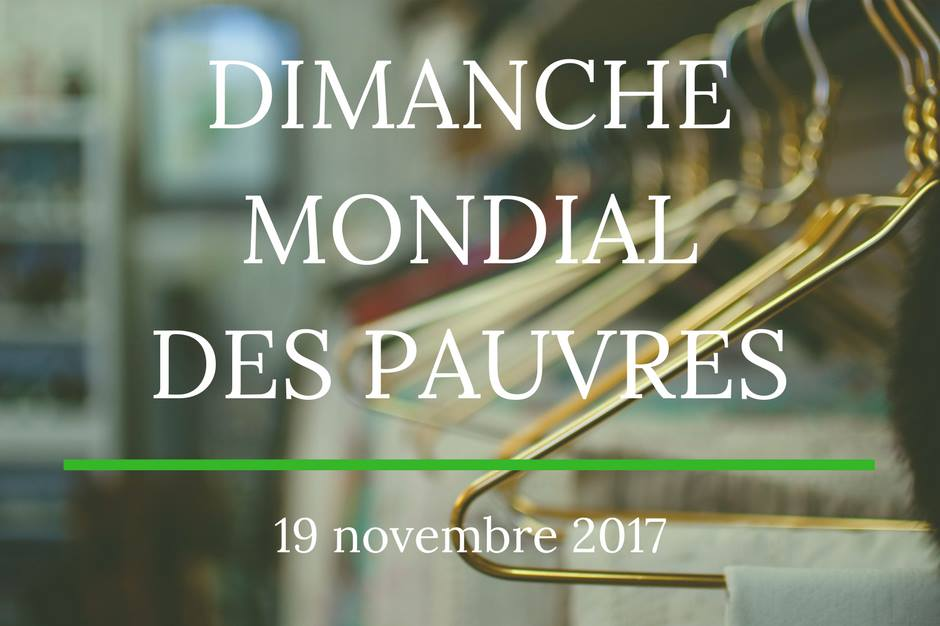 DIMANCHE
MONDIAL
DES PAUVRES
19 novembre 2017